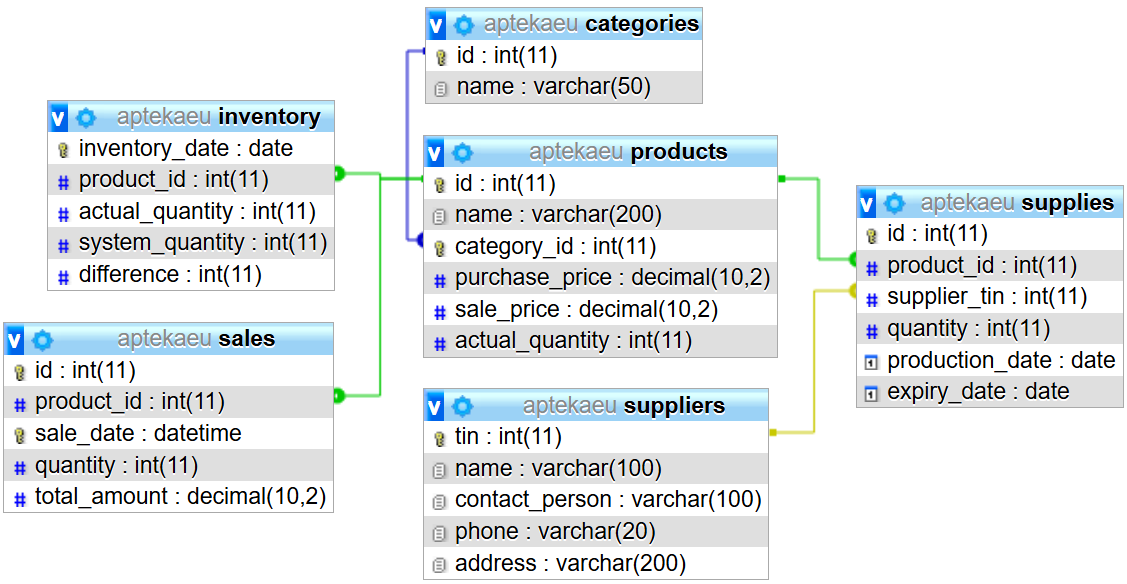 aptekaeu categories
id : int(11)
name : varchar(50)
aptekaeu inventory
inventory_date : date
product_id : int(11)
actual_quantity : int(11)
system_quantity : int(11)
difference : int(11)
aptekaeu products
id : int(11)
name : varchar(200)
category_id : int(11)
purchase_price : decimal(10,2)
sale_price : decimal(10,2)
actual_quantity : int(11)
aptekaeu supplies
id : int(11)
product_id : int(11)
supplier_tin : int(11)
quantity : int(11)
production_date : date
expiry_date : date
aptekaeu sales
id : int(11)
product_id : int(11)
sale_date : datetime
quantity : int(11)
total_amount : decimal(10,2)
aptekaeu suppliers
tin : int(11)
name : varchar(100)
contact_person : varchar(100)
phone : varchar(20)
address : varchar(200)